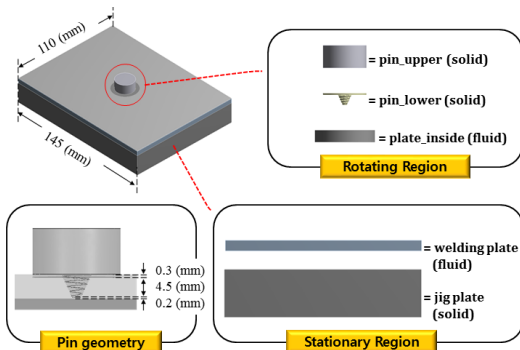 110 (mm)
145 (mm)
= pin_upper (solid)
= pin_lower (solid)
= plate_inside (fluid)
Rotating Region
0.3 (mm)
4.5 (mm)
0.2 (mm)
Pin geometry
= welding plate
(fluid)
= jig plate
(solid)
Stationary Region